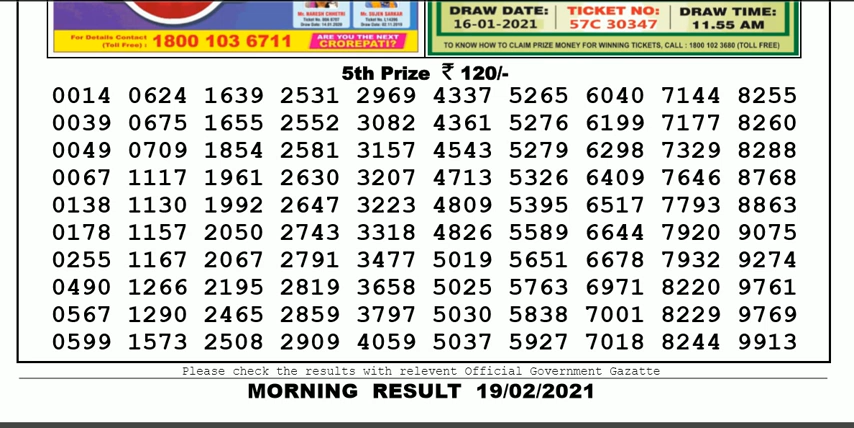 Mr. RAMESH CHHETRI Mr. SUJEN SARKAR
DRAW DATE: TICKET NO: DRAW TIME:
16-01-2021 57C 30347 11.55 AM
For Details Contact
(Toll Free) : 1800 103 6711
ARE YOU THE NEXT
CROREPATI?
TO KNOW HOW TO CLAIM PRIZE MONEY FOR WINNING TICKETS, CALL : 1800 102 3680 (TOLL FREE)
5th Prize ₹ 120/-
0014 0624 1639 2531 2969 4337 5265 6040 7144 8255
0039 0675 1655 2552 3082 4361 5276 6199 7177 8260
0049 0709 1854 2581 3157 4543 5279 6298 7329 8288
0067 1117 1961 2630 3207 4713 5326 6409 7646 8768
0138 1130 1992 2647 3223 4809 5395 6517 7793 8863
0178 1157 2050 2743 3318 4826 5589 6644 7920 9075
0255 1167 2067 2791 3477 5019 5651 6678 7932 9274
0490 1266 2195 2819 3658 5025 5763 6971 8220 9761
0567 1290 2465 2859 3797 5030 5838 7001 8229 9769
0599 1573 2508 2909 4059 5037 5927 7018 8244 9913
Please check the results with relevent Official Government Gazatte
MORNING RESULT 19/02/2021